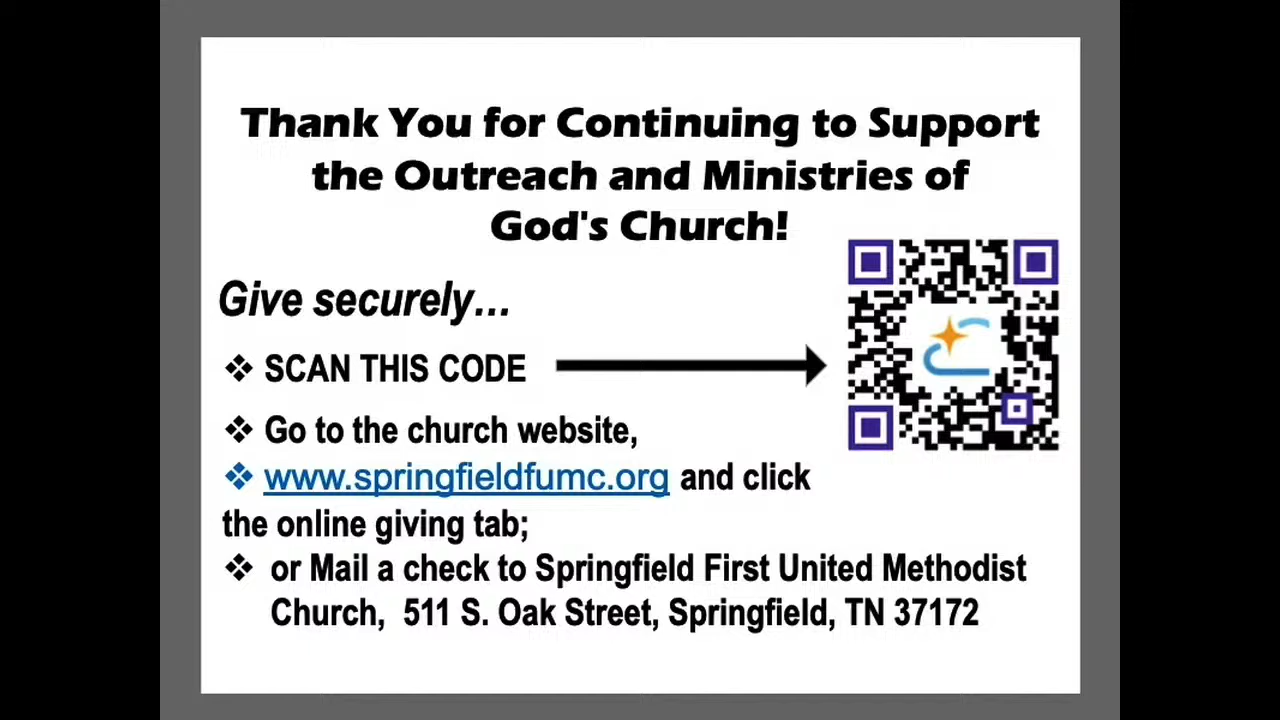 Thank You for Continuing to Support
the Outreach and Ministries of
God's Church!
Give securely...
❖ SCAN THIS CODE
❖ Go to the church website,
❖ www.springfieldfumc.org and click
the online giving tab;
❖ or Mail a check to Springfield First United Methodist
Church, 511 S. Oak Street, Springfield, TN 37172